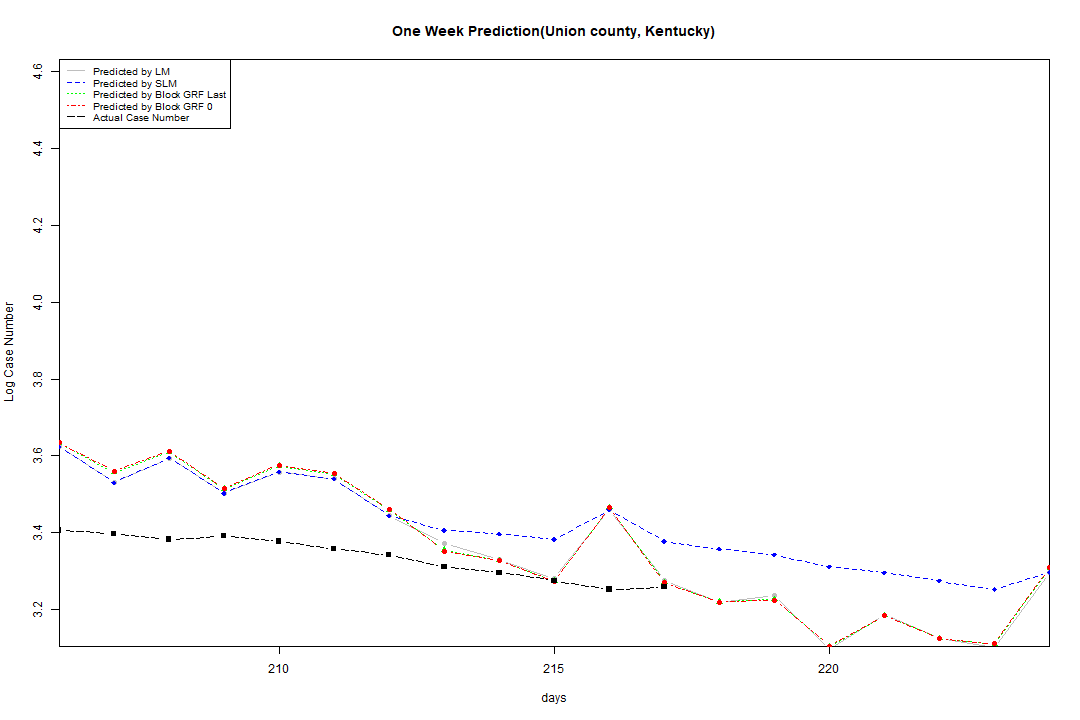 One Week Prediction(Union county, Kentucky)
Predicted by LM
Predicted by SLM
Predicted by Block GRF Last
Predicted by Block GRF 0
Actual Case Number
4.6
4.4
4.2
4.0
3.8
3.6
3.4
3.2
Log Case Number
210
215
220
days